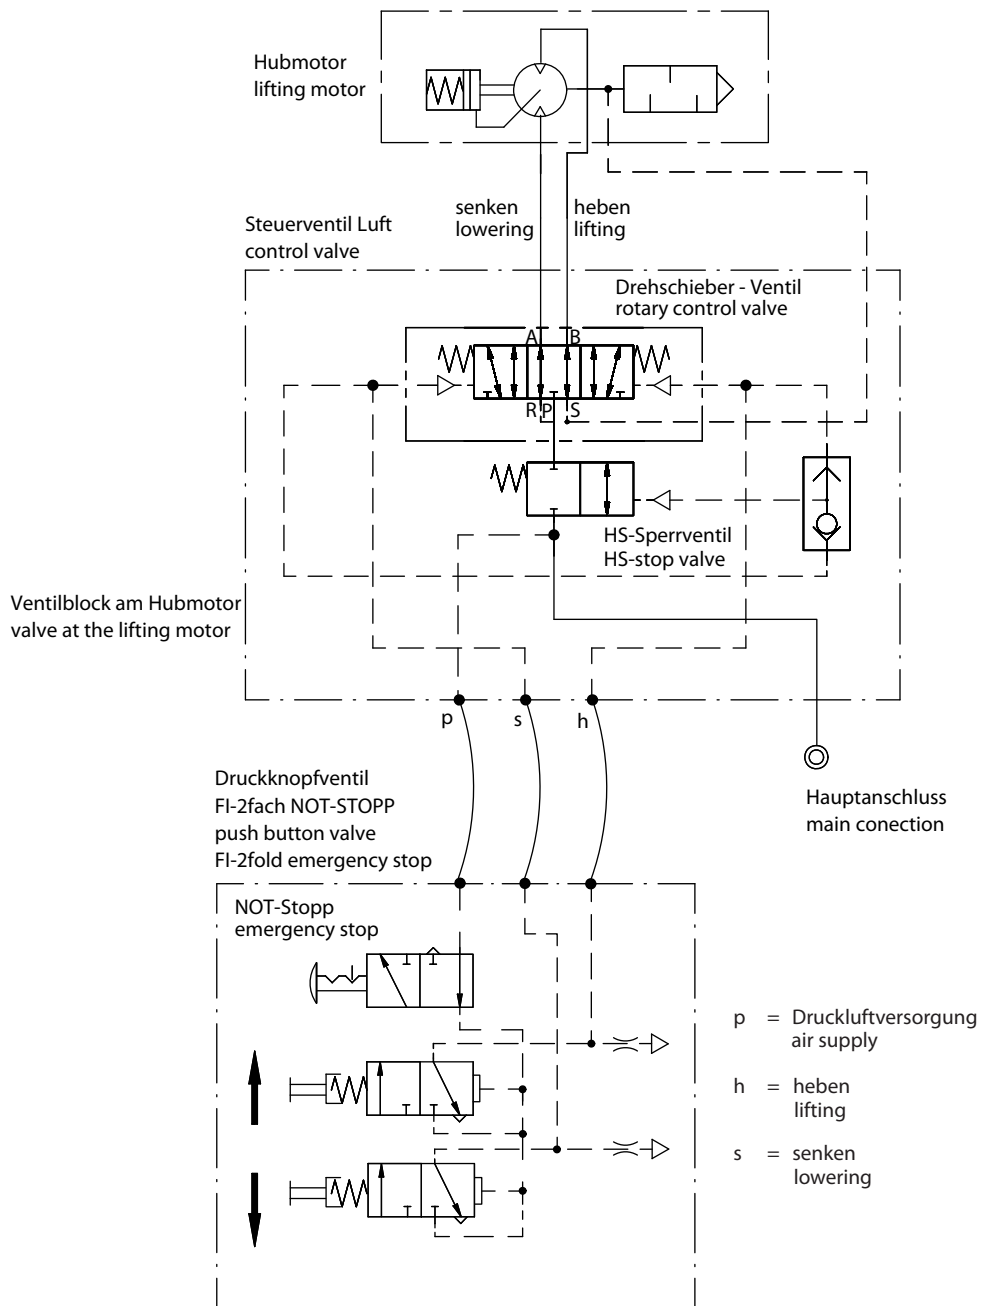 Hubmotor
lifting motor
senken
lowering
heben
lifting
Steuerventil Luft
control valve
Drehschieber - Ventil
rotary control valve
A
B
R
P
S
HS-Sperrventil
HS-stop valve
Ventilblock am Hubmotor
valve at the lifting motor
p
s
h
Hauptanschluss
main conection
Druckknopfventil
FI-2fach NOT-STOPP
push button valve
FI-2fold emergency stop
NOT-Stopp
emergency stop
p = Druckluftversorgung
air supply
h = heben
lifting
s = senken
lowering